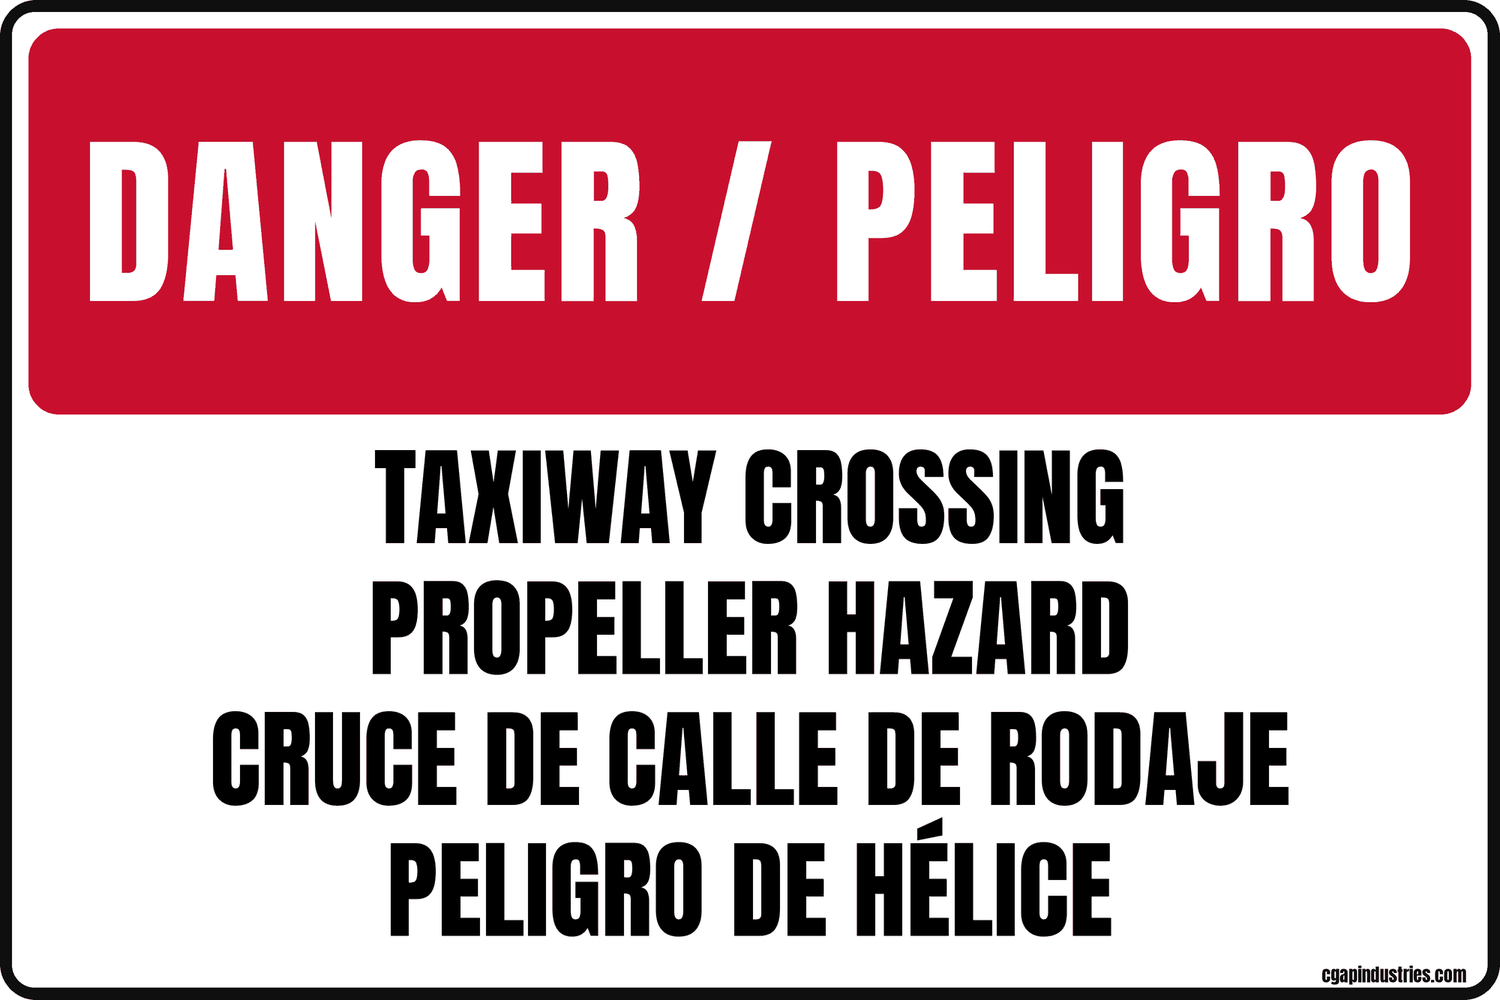 DANGER / PELIGRO
TAXIWAY CROSSING
PROPELLER HAZARD
CRUCE DE CALLE DE RODAJE
PELIGRO DE HÉLICE
cgapindustries.com